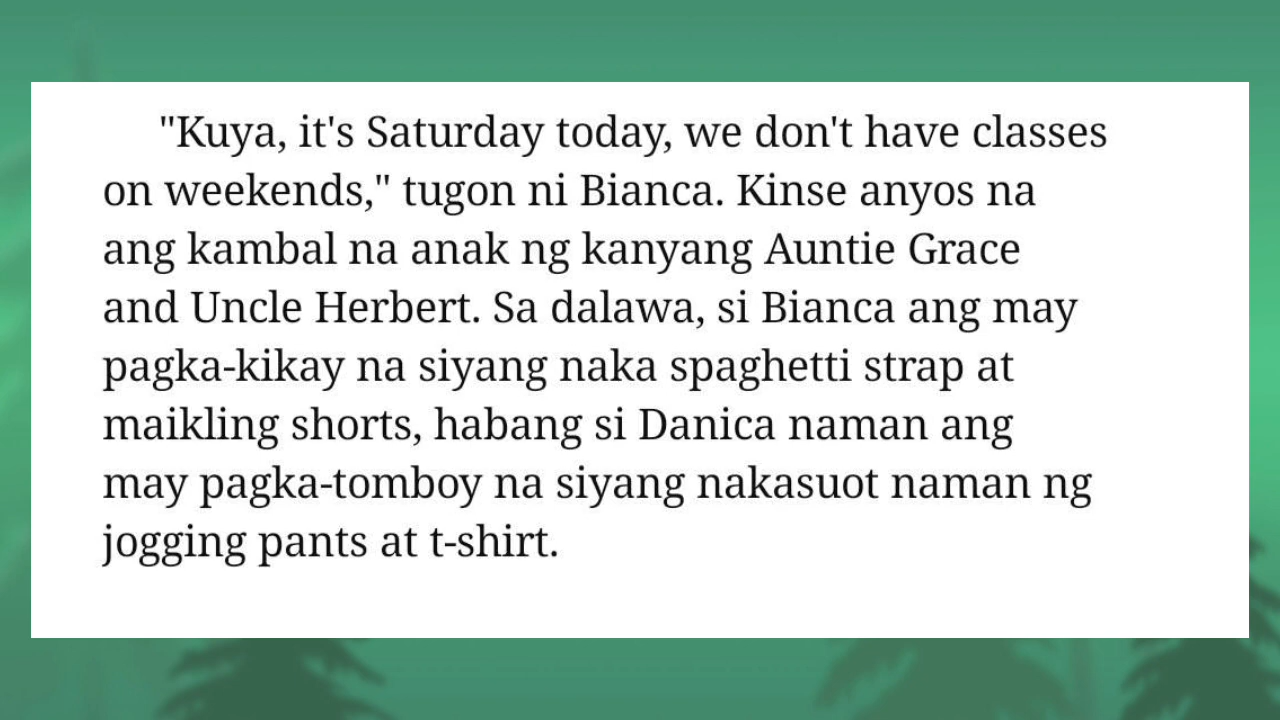 "Kuya, it's Saturday today, we don't have classes
on weekends," tugon ni Bianca. Kinse anyos na
ang kambal na anak ng kanyang Auntie Grace
and Uncle Herbert. Sa dalawa, si Bianca ang may
pagka-kikay na siyang naka spaghetti strap at
maikling shorts, habang si Danica naman ang
may pagka-tomboy na siyang nakasuot naman ng
jogging pants at t-shirt.